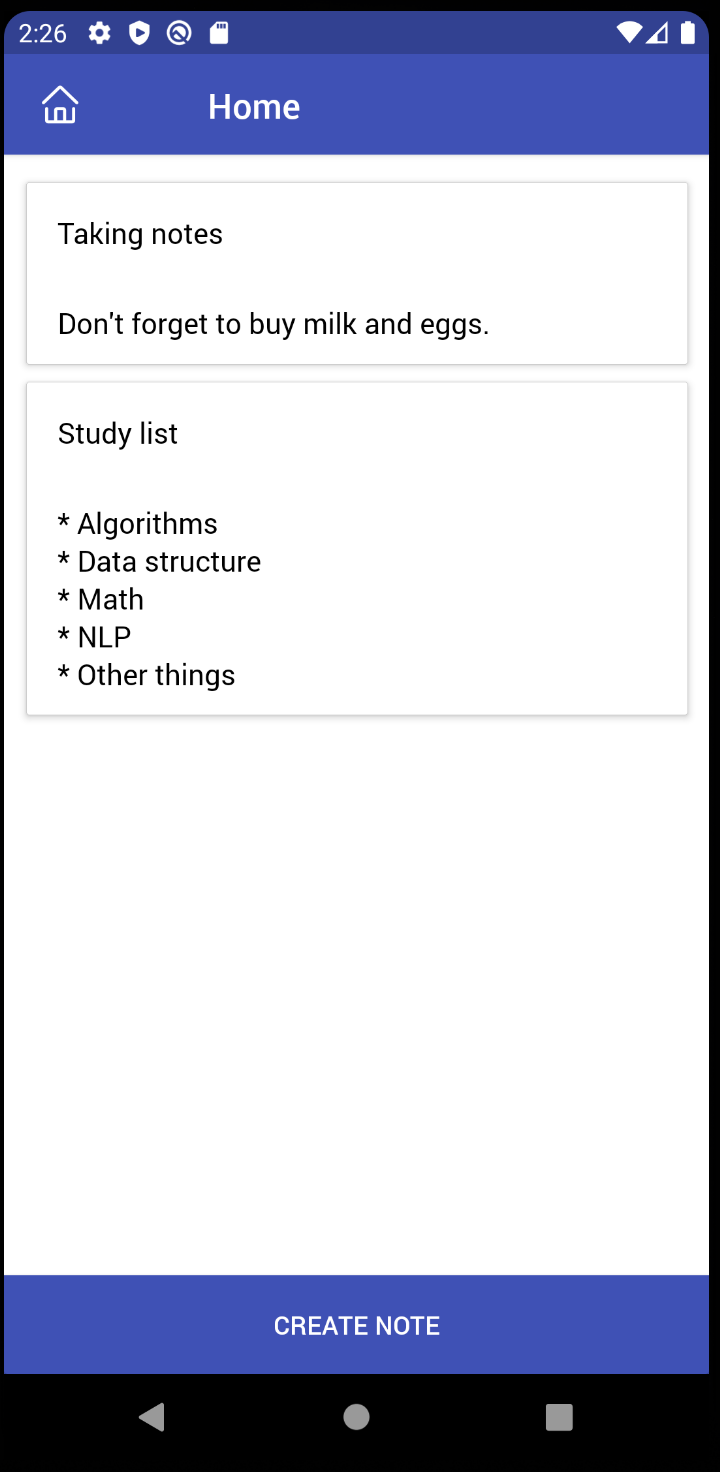 2:26
Home
Taking notes
Don't forget to buy milk and eggs.
Study list
* Algorithms
* Data structure
* Math
* NLP
* Other things
CREATE NOTE